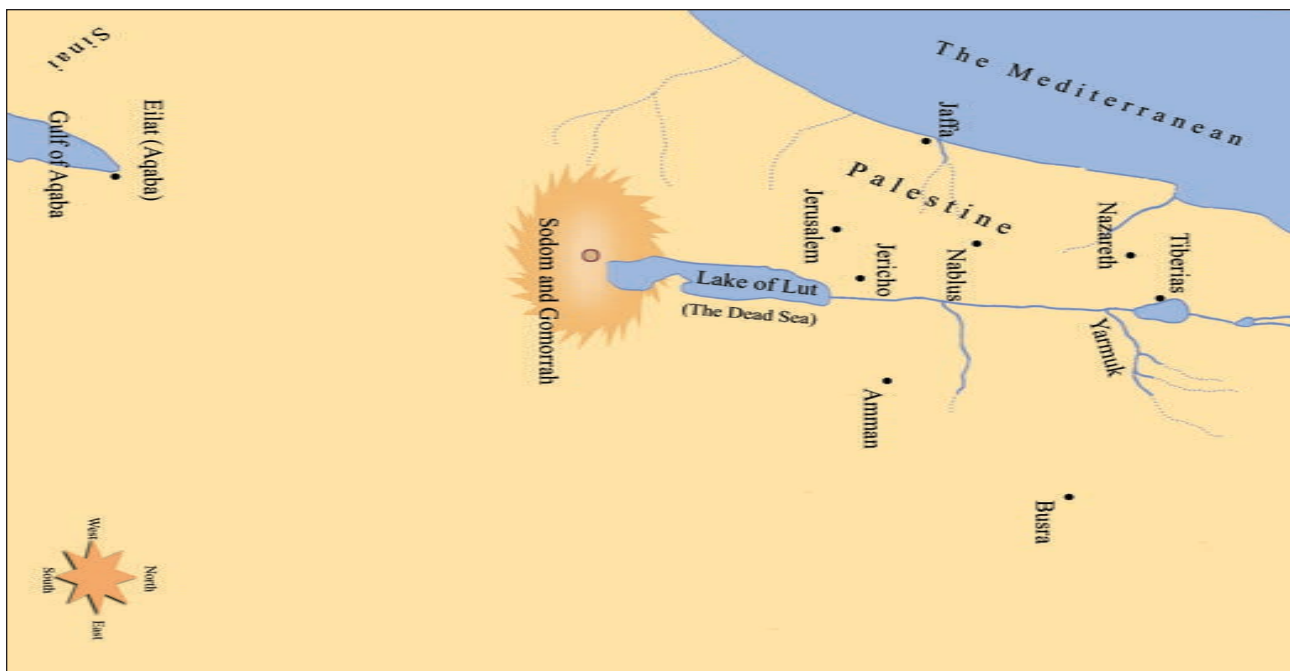 The Mediterranean
Sinai
Eilat (Aqaba)
Gulf of Aqaba
Jaffa
Palestine
Nazareth
Tiberias
Jerusalem
Jericho
Nablus
Lake of Lut
(The Dead Sea)
Sodom and Gomorrah
Yarmuk
Amman
Busra
West
North
South
East